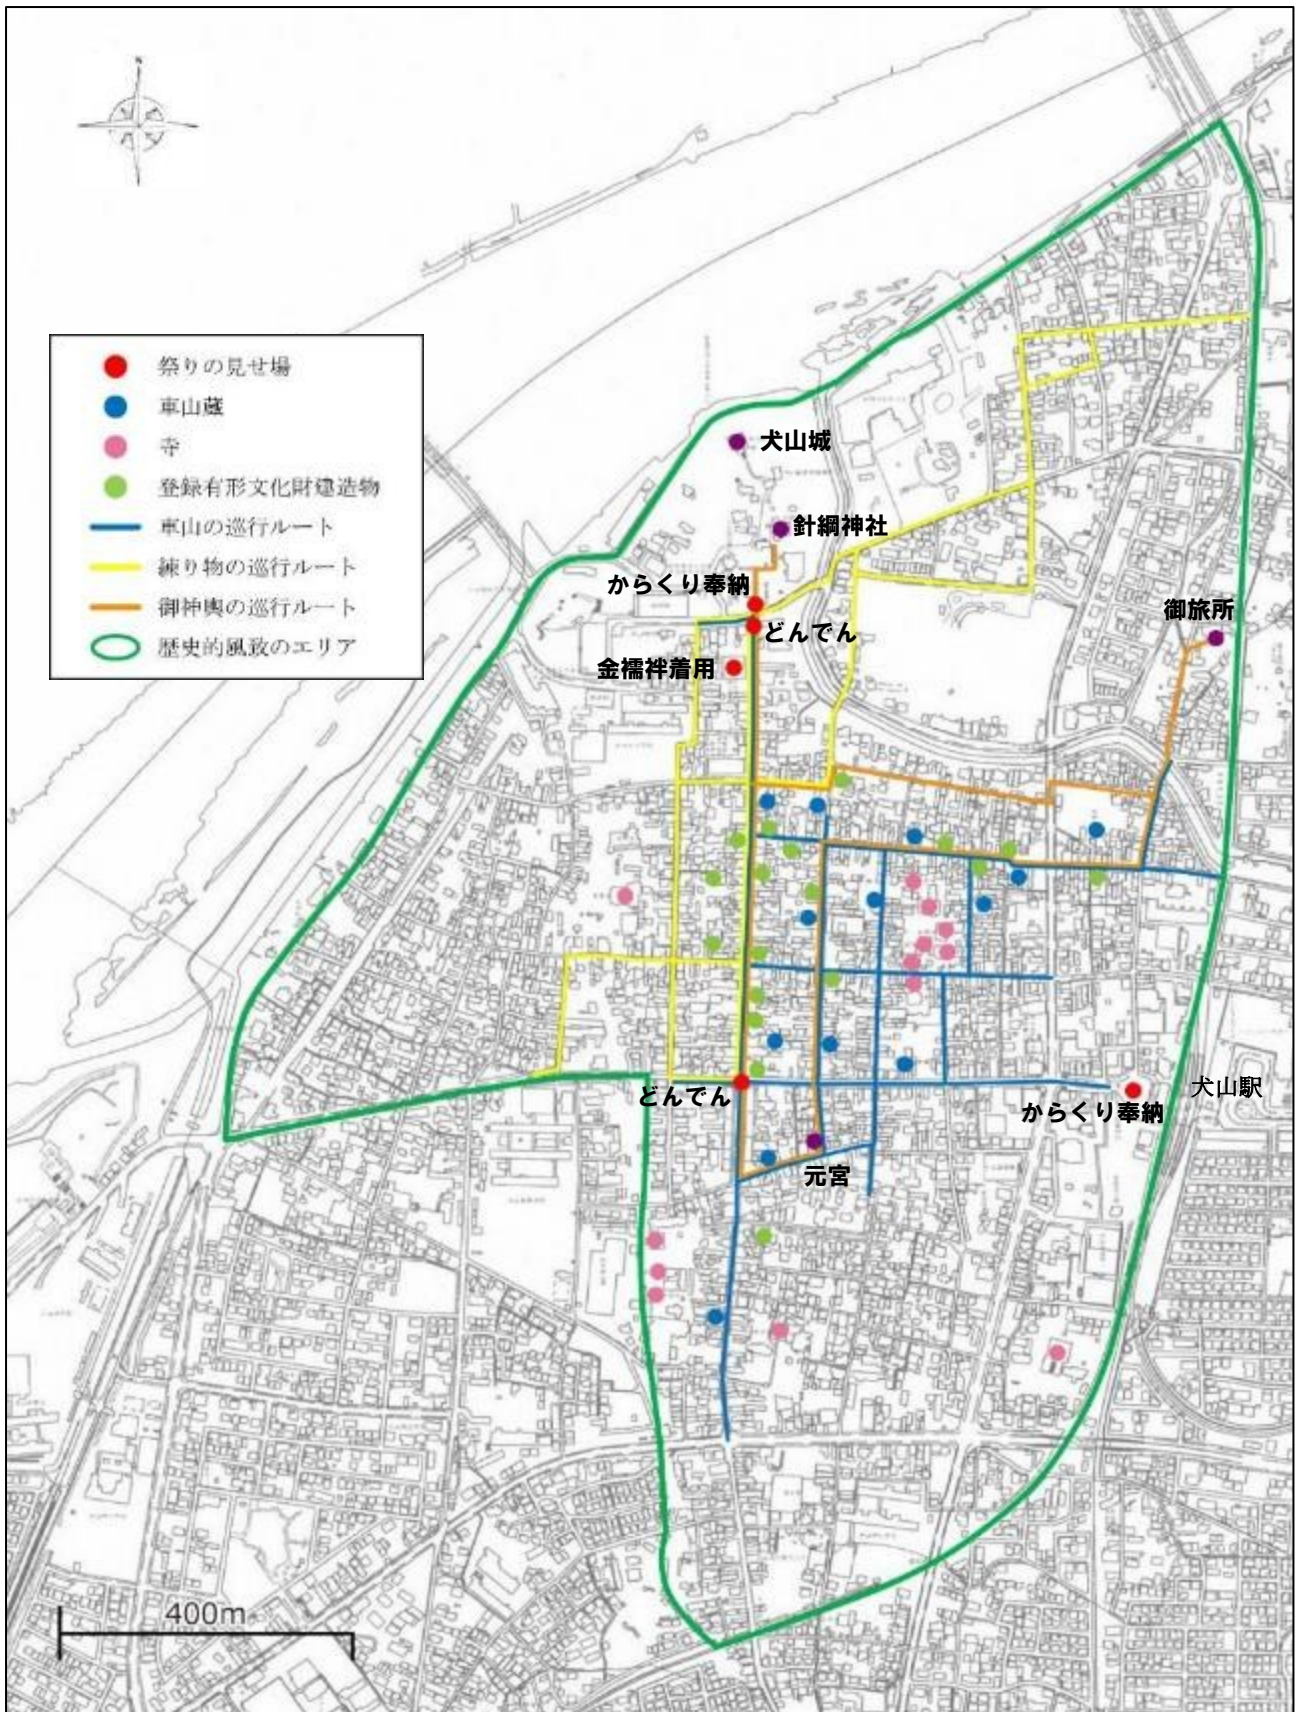 N
祭りの見せ場
車山蔵
寺
登録有形文化財建造物
車山の巡行ルート
練り物の巡行ルート
御神輿の巡行ルート
歴史的風致のエリア
犬山城
針綱神社
からくり奉納
どんでん
御旅所
金襦袢着用
どんでん
犬山駅
からくり奉納
元宮
400m